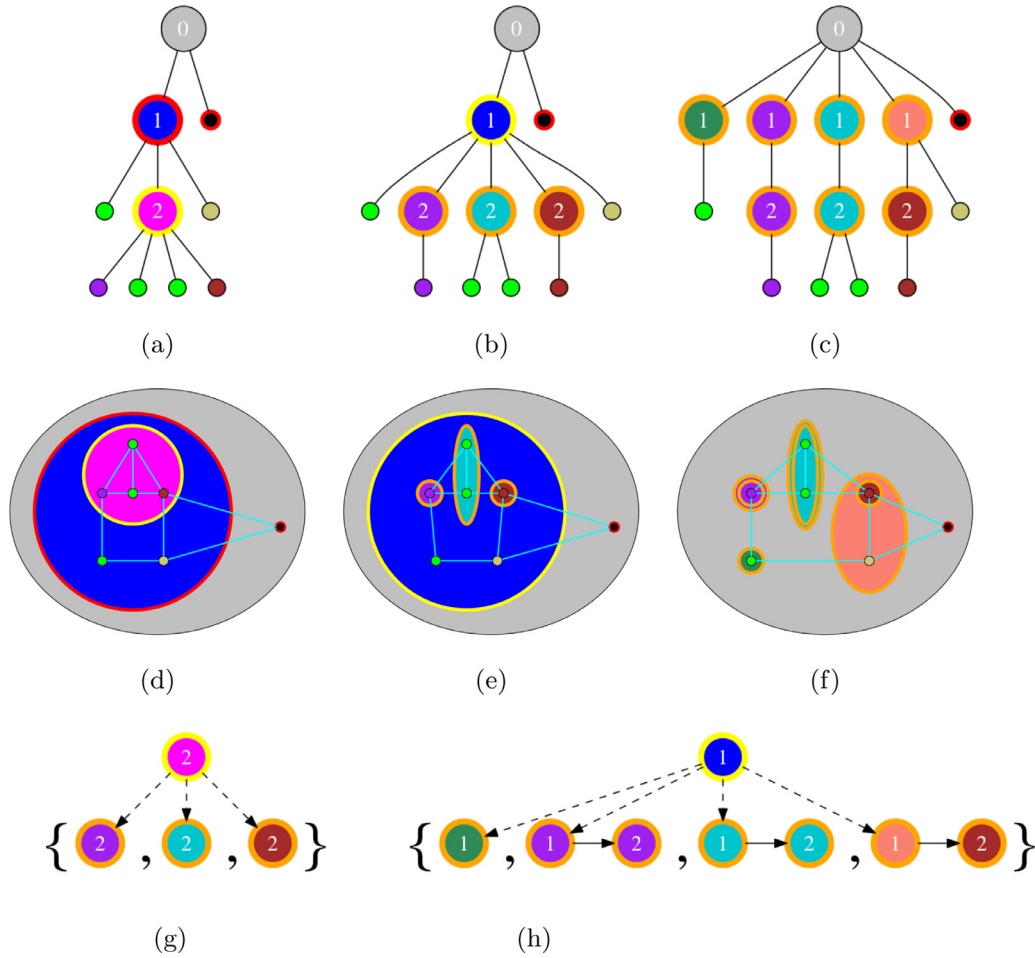 0 0 0
1 1 1 1 1 1
2 2 2 2 2 2 2
(a) (b) (c)
(d) (e) (f)
2 1
{ 2 , 2 , 2 } { 1 , 1 2 , 1 2 , 1 2 }
(g) (h)